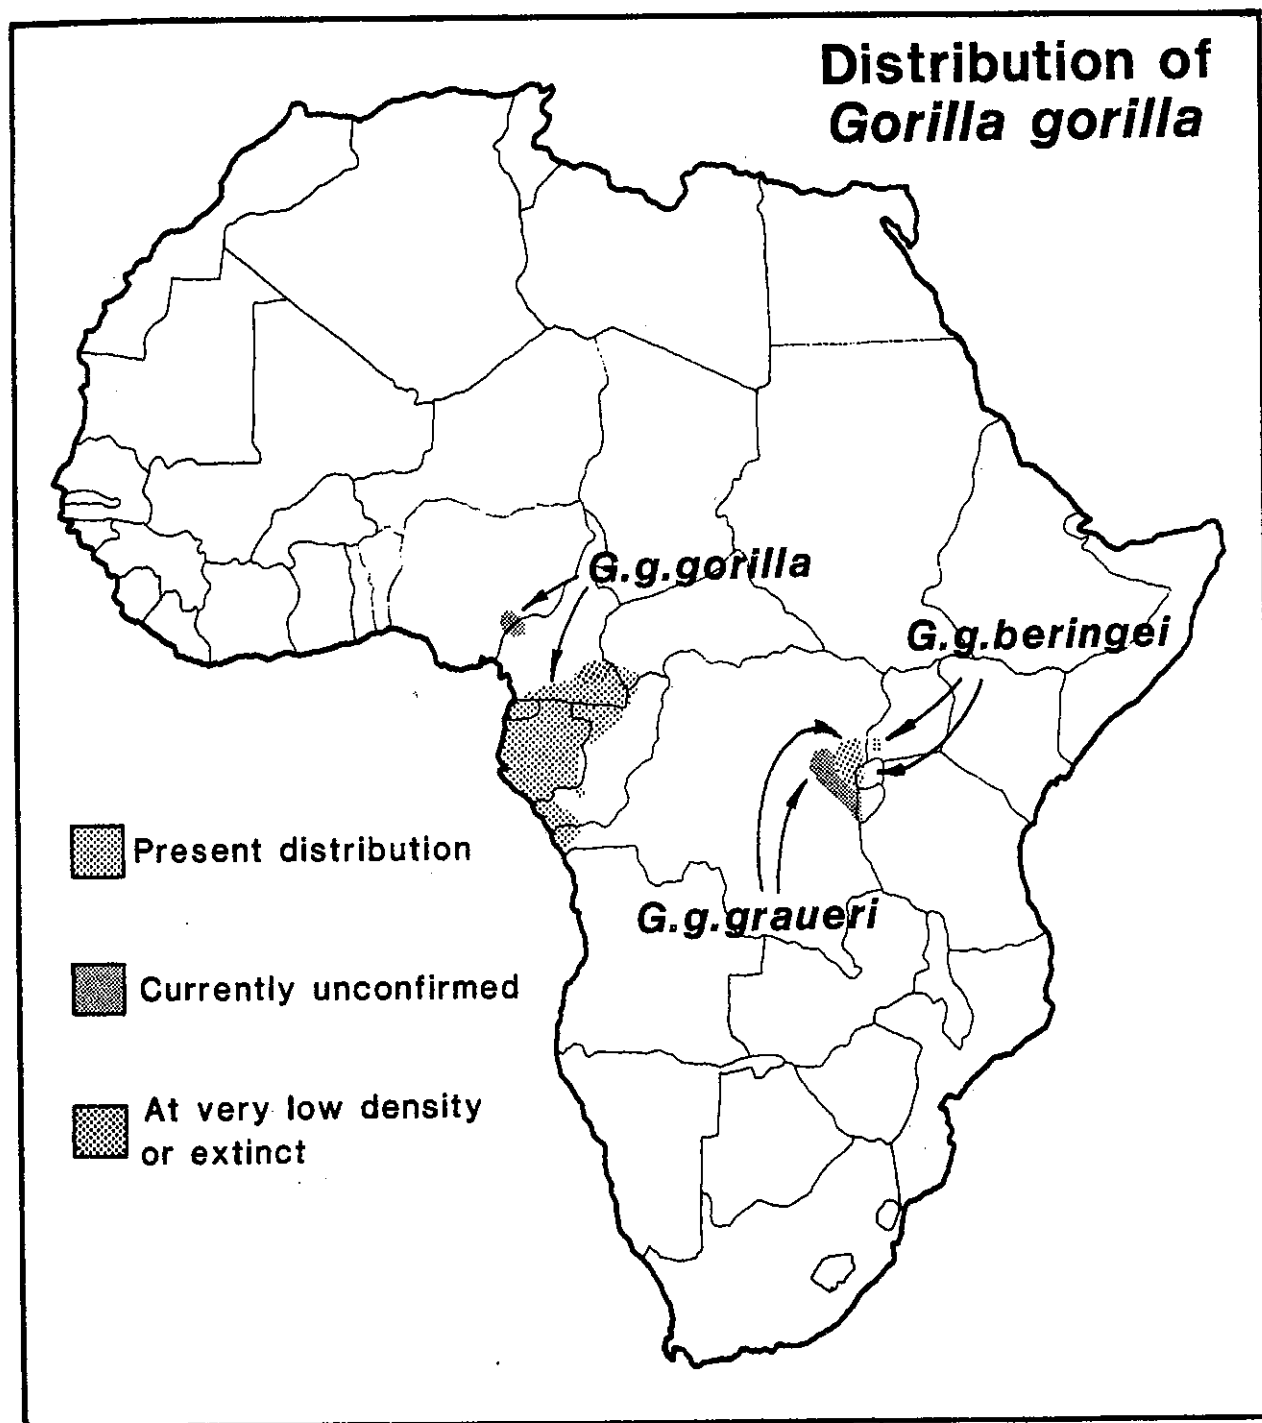 Distribution of
Gorilla gorilla
G.g.gorilla
G.g.beringei
G.g.graueri
Present distribution
Currently unconfirmed
At very low density
or extinct